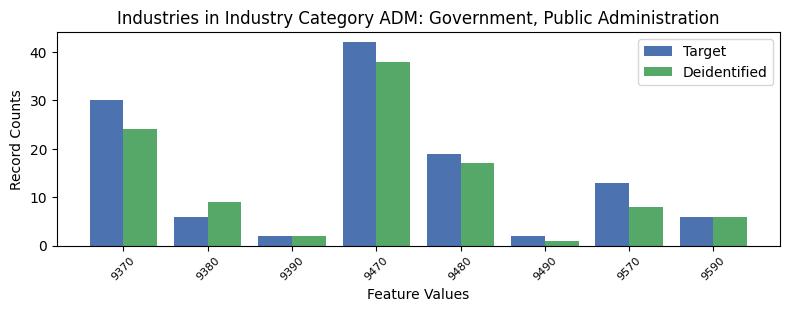 Industries in Industry Category ADM: Government, Public Administration
Target
Deidentified
Record Counts
40
30
20
10
0
9370 9380 9390 9470 9480 9490 9570 9590
Feature Values